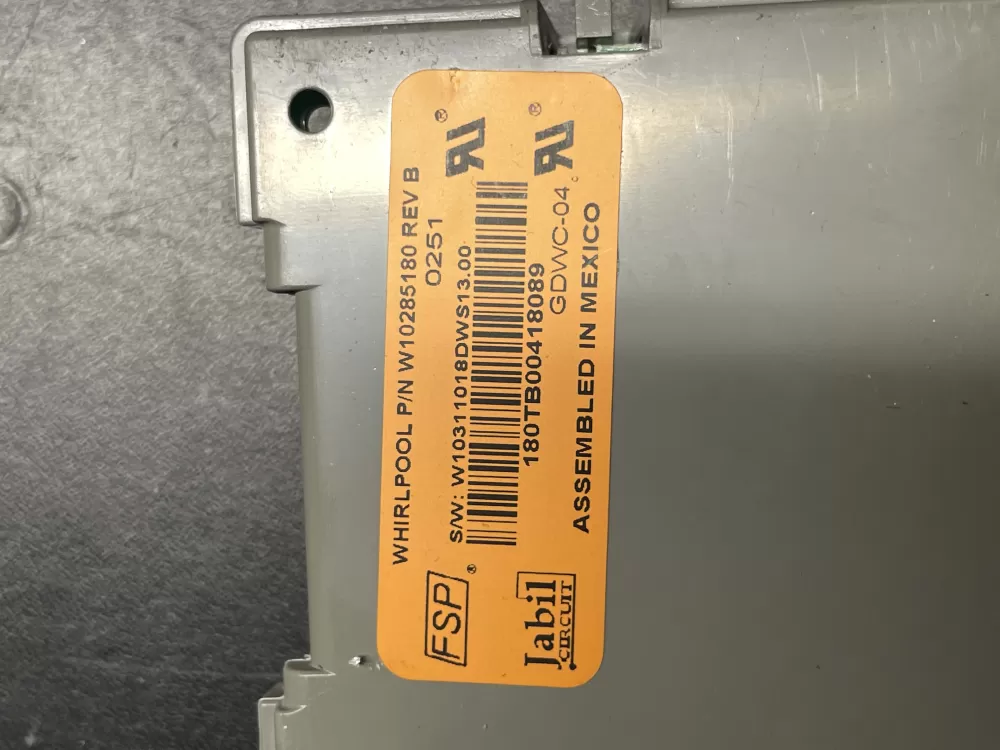 WHIRLPOOL P/N W10285180 REV B
0251
FSP®
S/W: W10311018DWS13.00
180TB00418089
GDWC-04
Jabil
CIRCUIT
ASSEMBLED IN MEXICO